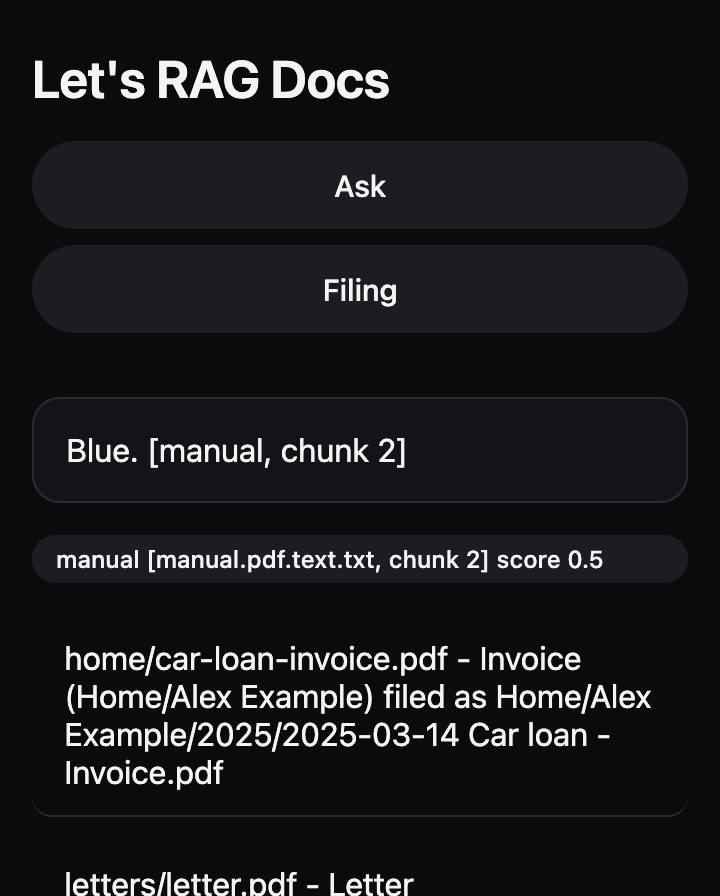 Let's RAG Docs
Ask
Filing
Blue. [manual, chunk 2]
manual [manual.pdf.text.txt, chunk 2] score 0.5
home/car-loan-invoice.pdf - Invoice
(Home/Alex Example) filed as Home/Alex
Example/2025/2025-03-14 Car loan -
Invoice.pdf
letters/letter.pdf - Letter